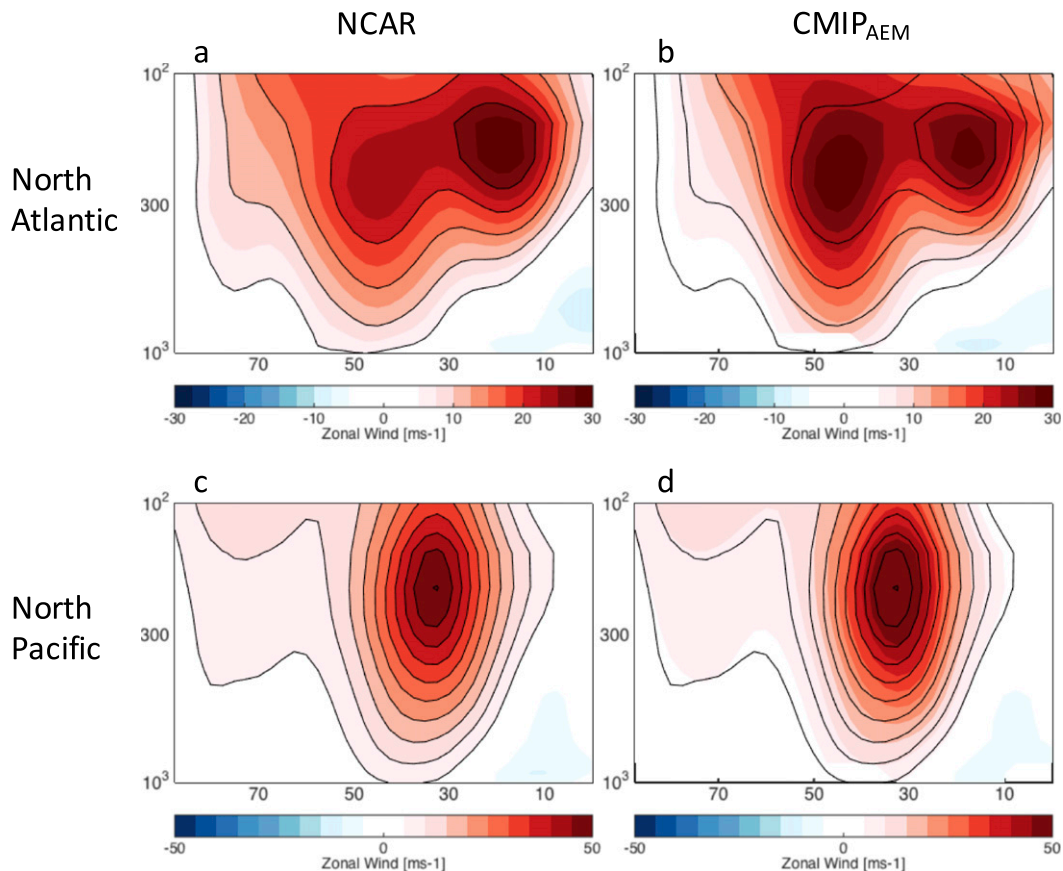 NCAR
CMIP_AEM
a
b
North
Atlantic
10²
300
10³
70 50 30 10
-30 -20 -10 0 10 20 30
Zonal Wind [ms-1]
10²
300
10³
70 50 30 10
-30 -20 -10 0 10 20 30
Zonal Wind [ms-1]
c
d
North
Pacific
10²
300
10³
70 50 30 10
-50 0 50
Zonal Wind [ms-1]
10²
300
10³
70 50 30 10
-50 0 50
Zonal Wind [ms-1]